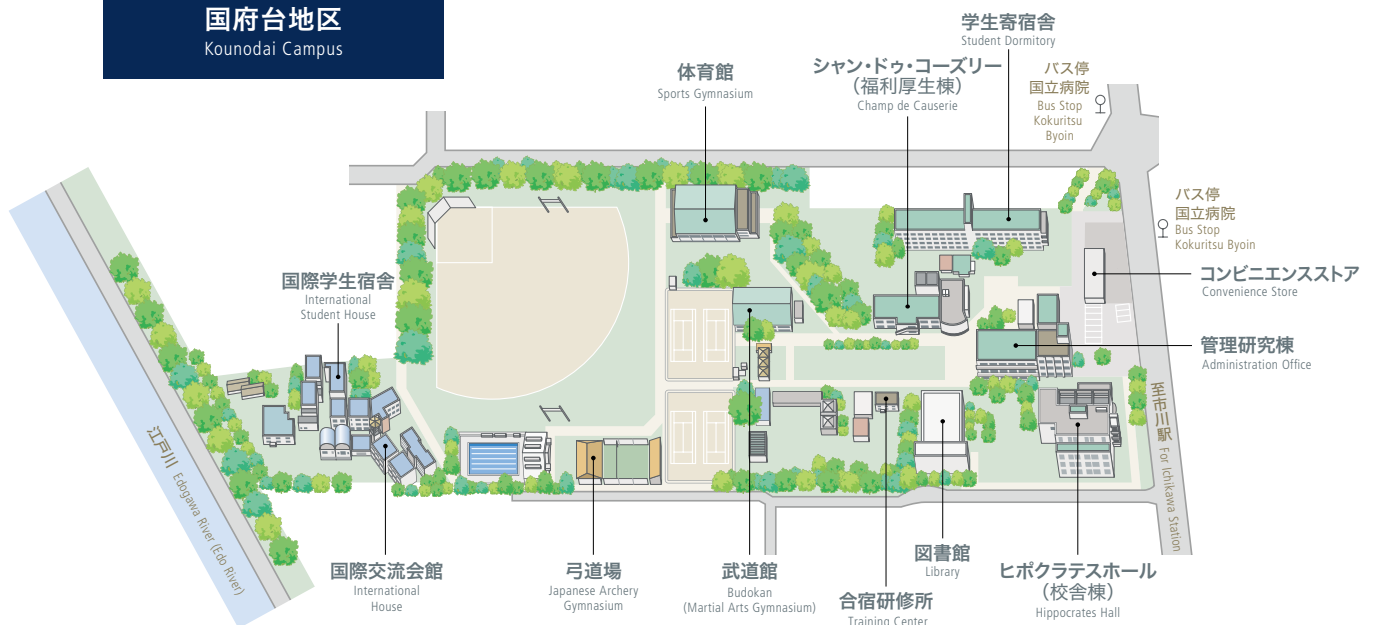 国府台地区
Kounodai Campus
学生寄宿舎
Student Dormitory
体育館
Sports Gymnasium
シャン・ドゥ・コーズリー
（福利厚生棟）
Champ de Causerie
バス停
国立病院
Bus Stop
Kokuritsu
Byoin
バス停
国立病院
Bus Stop
Kokuritsu Byoin
国際学生宿舎
International
Student House
コンビニエンスストア
Convenience Store
管理研究棟
Administration Office
至市川駅 For Ichikawa Station
江戸川 Edogawa River (Edo River)
国際交流会館
International
House
弓道場
Japanese Archery
Gymnasium
武道館
Budokan
(Martial Arts Gymnasium)
合宿研修所
Training Center
図書館
Library
ヒポクラテスホール
（校舎棟）
Hippocrates Hall